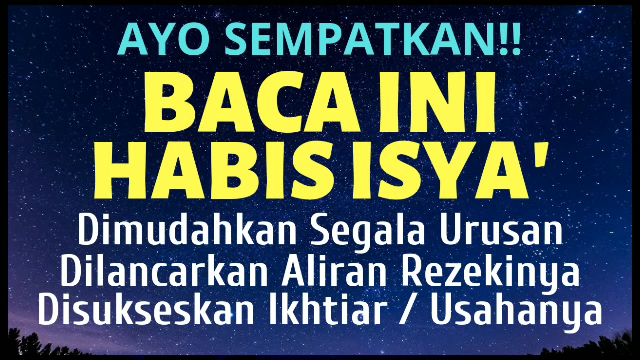 AYO SEMPATKAN!!
BACA INI
HABIS ISYA'
Dimudahkan Segala Urusan
Dilancarkan Aliran Rezekinya
Disukseskan Ikhtiar / Usahanya